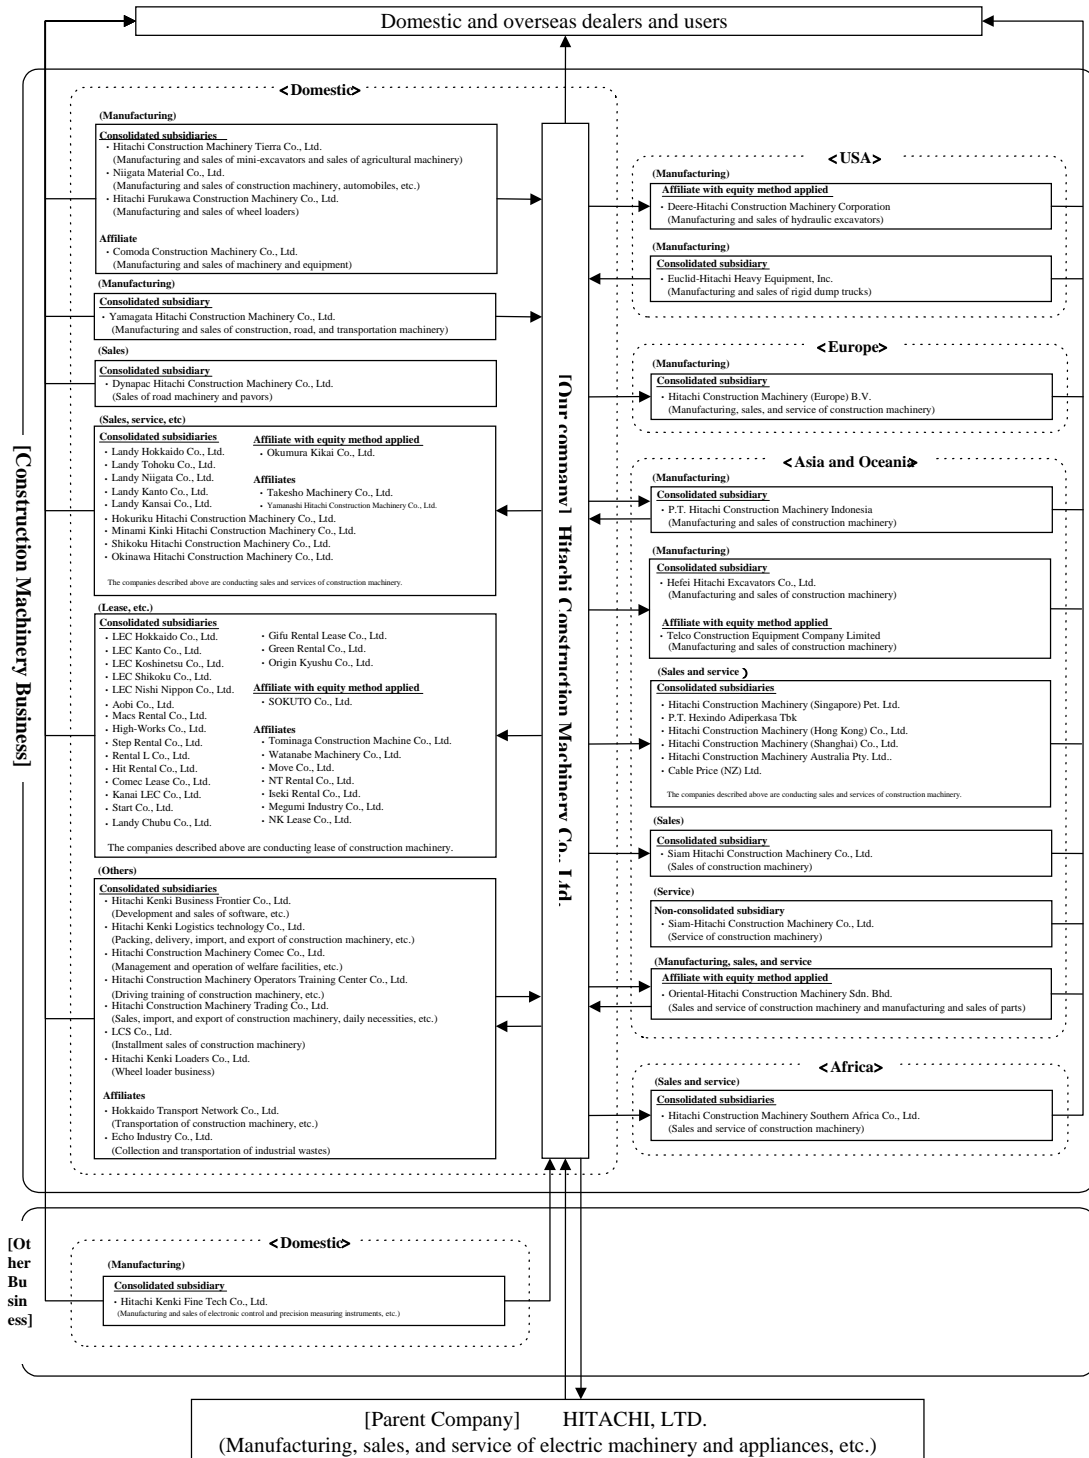 Domestic and overseas dealers and users
[Construction Machinery Business]
<Domestic>
(Manufacturing)
Consolidated subsidiaries
・Hitachi Construction Machinery Tierra Co., Ltd.
(Manufacturing and sales of mini-excavators and sales of agricultural machinery)
・Niigata Material Co., Ltd.
(Manufacturing and sales of construction machinery, automobiles, etc.)
・Hitachi Furukawa Construction Machinery Co., Ltd.
(Manufacturing and sales of wheel loaders)
Affiliate
・Comoda Construction Machinery Co., Ltd.
(Manufacturing and sales of machinery and equipment)
(Manufacturing)
Consolidated subsidiary
・Yamagata Hitachi Construction Machinery Co., Ltd.
(Manufacturing and sales of construction, road, and transportation machinery)
(Sales)
Consolidated subsidiary
・Dynapac Hitachi Construction Machinery Co., Ltd.
(Sales of road machinery and pavors)
(Sales, service, etc)
Consolidated subsidiaries
・Landy Hokkaido Co., Ltd.
・Landy Tohoku Co., Ltd.
・Landy Niigata Co., Ltd.
・Landy Kanto Co., Ltd.
・Landy Kansai Co., Ltd.
・Hokuriku Hitachi Construction Machinery Co., Ltd.
・Minami Kinki Hitachi Construction Machinery Co., Ltd.
・Shikoku Hitachi Construction Machinery Co., Ltd.
・Okinawa Hitachi Construction Machinery Co., Ltd.
Affiliate with equity method applied
・Okumura Kikai Co., Ltd.
Affiliates
・Takesho Machinery Co., Ltd.
・Yamanashi Hitachi Construction Machinery Co., Ltd.
The companies described above are conducting sales and services of construction machinery.
(Lease, etc.)
Consolidated subsidiaries
・LEC Hokkaido Co., Ltd.
・LEC Kanto Co., Ltd.
・LEC Koshinetsu Co., Ltd.
・LEC Shikoku Co., Ltd.
・LEC Nishi Nippon Co., Ltd.
・Aobi Co., Ltd.
・Macs Rental Co., Ltd.
・High-Works Co., Ltd.
・Step Rental Co., Ltd.
・Rental L Co., Ltd.
・Hit Rental Co., Ltd.
・Comec Lease Co., Ltd.
・Kanai LEC Co., Ltd.
・Start Co., Ltd.
・Landy Chubu Co., Ltd.
・Gifu Rental Lease Co., Ltd.
・Green Rental Co., Ltd.
・Origin Kyushu Co., Ltd.
Affiliate with equity method applied
・SOKUTO Co., Ltd.
Affiliates
・Tominaga Construction Machine Co., Ltd.
・Watanabe Machinery Co., Ltd.
・Move Co., Ltd.
・NT Rental Co., Ltd.
・Iseki Rental Co., Ltd.
・Megumi Industry Co., Ltd.
・NK Lease Co., Ltd.
The companies described above are conducting lease of construction machinery.
(Others)
Consolidated subsidiaries
・Hitachi Kenki Business Frontier Co., Ltd.
(Development and sales of software, etc.)
・Hitachi Kenki Logistics technology Co., Ltd.
(Packing, delivery, import, and export of construction machinery, etc.)
・Hitachi Construction Machinery Comec Co., Ltd.
(Management and operation of welfare facilities, etc.)
・Hitachi Construction Machinery Operators Training Center Co., Ltd.
(Driving training of construction machinery, etc.)
・Hitachi Construction Machinery Trading Co., Ltd.
(Sales, import, and export of construction machinery, daily necessities, etc.)
・LCS Co., Ltd.
(Installment sales of construction machinery)
・Hitachi Kenki Loaders Co., Ltd.
(Wheel loader business)
Affiliates
・Hokkaido Transport Network Co., Ltd.
(Transportation of construction machinery, etc.)
・Echo Industry Co., Ltd.
(Collection and transportation of industrial wastes)
[Our company] Hitachi Construction Machinery Co., Ltd.
<USA>
(Manufacturing)
Affiliate with equity method applied
・Deere-Hitachi Construction Machinery Corporation
(Manufacturing and sales of hydraulic excavators)
(Manufacturing)
Consolidated subsidiary
・Euclid-Hitachi Heavy Equipment, Inc.
(Manufacturing and sales of rigid dump trucks)
<Europe>
(Manufacturing)
Consolidated subsidiary
・Hitachi Construction Machinery (Europe) B.V.
(Manufacturing, sales, and service of construction machinery)
<Asia and Oceania>
(Manufacturing)
Consolidated subsidiary
・P.T. Hitachi Construction Machinery Indonesia
(Manufacturing and sales of construction machinery)
(Manufacturing)
Consolidated subsidiary
・Hefei Hitachi Excavators Co., Ltd.
(Manufacturing and sales of construction machinery)
Affiliate with equity method applied
・Telco Construction Equipment Company Limited
(Manufacturing and sales of construction machinery)
(Sales and service)
Consolidated subsidiaries
・Hitachi Construction Machinery (Singapore) Pet. Ltd.
・P.T. Hexindo Adiperkasa Tbk
・Hitachi Construction Machinery (Hong Kong) Co., Ltd.
・Hitachi Construction Machinery (Shanghai) Co., Ltd.
・Hitachi Construction Machinery Australia Pty. Ltd..
・Cable Price (NZ) Ltd.
The companies described above are conducting sales and services of construction machinery.
(Sales)
Consolidated subsidiary
・Siam Hitachi Construction Machinery Co., Ltd.
(Sales of construction machinery)
(Service)
Non-consolidated subsidiary
・Siam-Hitachi Construction Machinery Co., Ltd.
(Service of construction machinery)
(Manufacturing, sales, and service
Affiliate with equity method applied
・Oriental-Hitachi Construction Machinery Sdn. Bhd.
(Sales and service of construction machinery and manufacturing and sales of parts)
<Africa>
(Sales and service)
Consolidated subsidiaries
・Hitachi Construction Machinery Southern Africa Co., Ltd.
(Sales and service of construction machinery)
[Ot
her
Bu
sin
ess]
<Domestic>
(Manufacturing)
Consolidated subsidiary
・Hitachi Kenki Fine Tech Co., Ltd.
(Manufacturing and sales of electronic control and precision measuring instruments, etc.)
[Parent Company] HITACHI, LTD.
(Manufacturing, sales, and service of electric machinery and appliances, etc.)